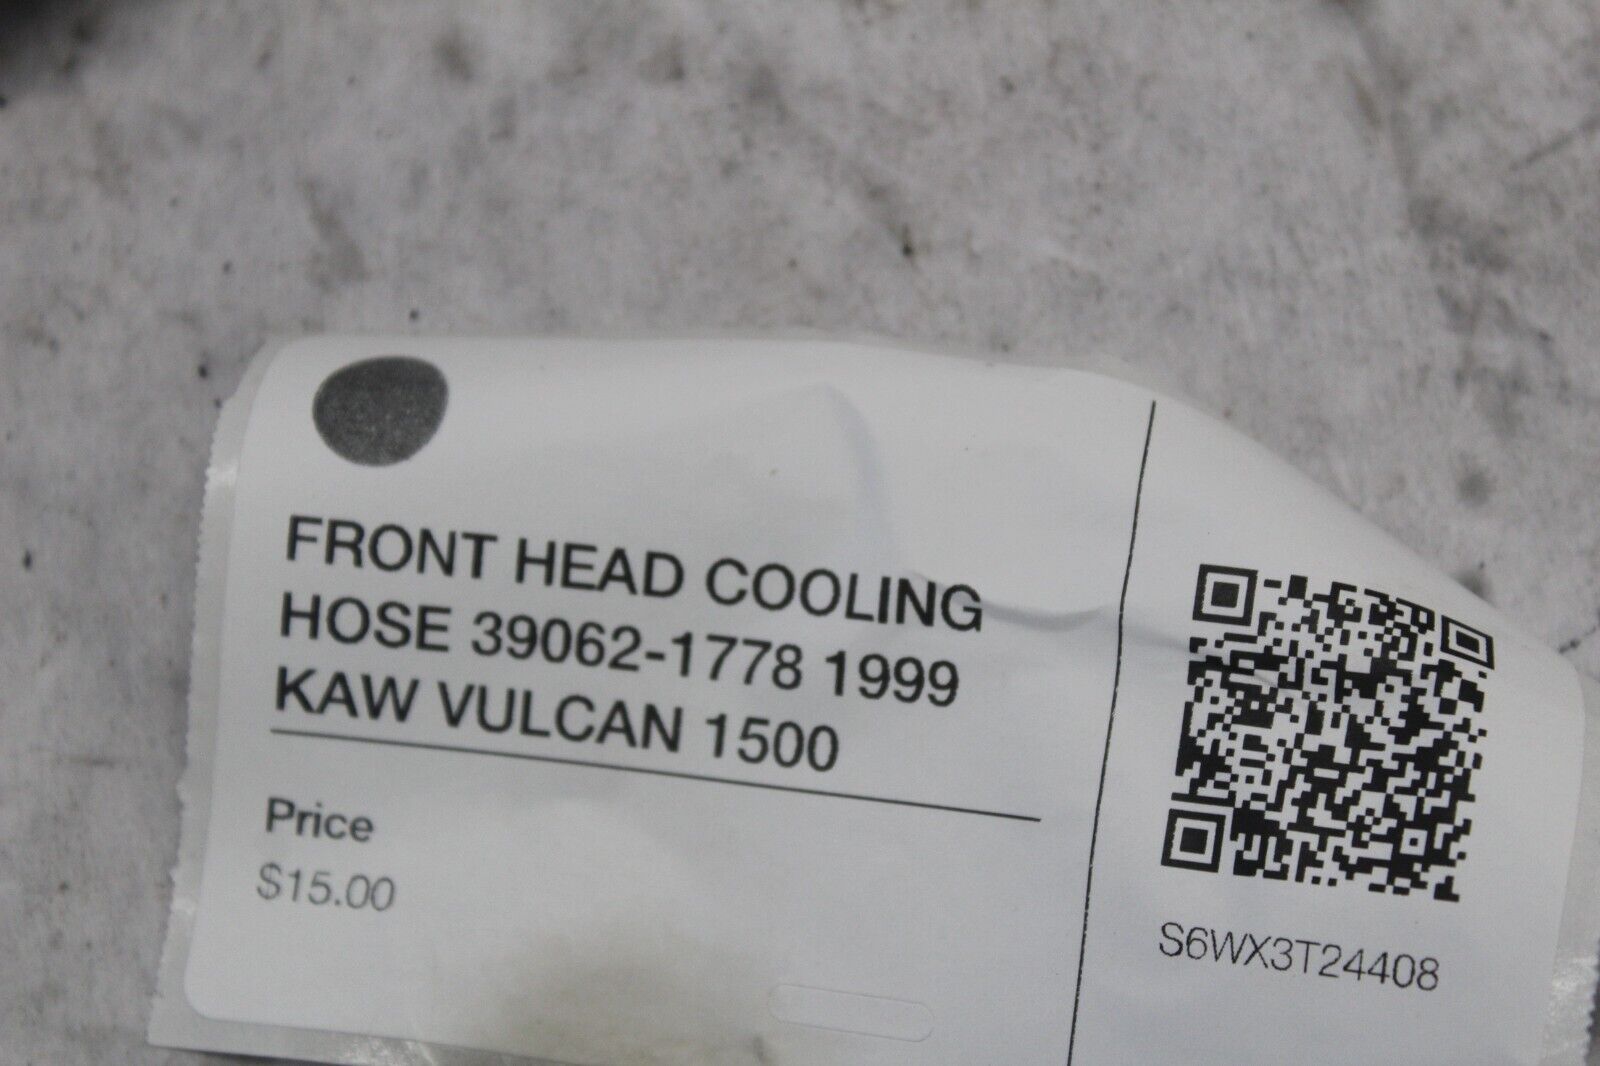 FRONT HEAD COOLING
HOSE 39062-1778 1999
KAW VULCAN 1500
Price
$15.00
S6WX3T24408